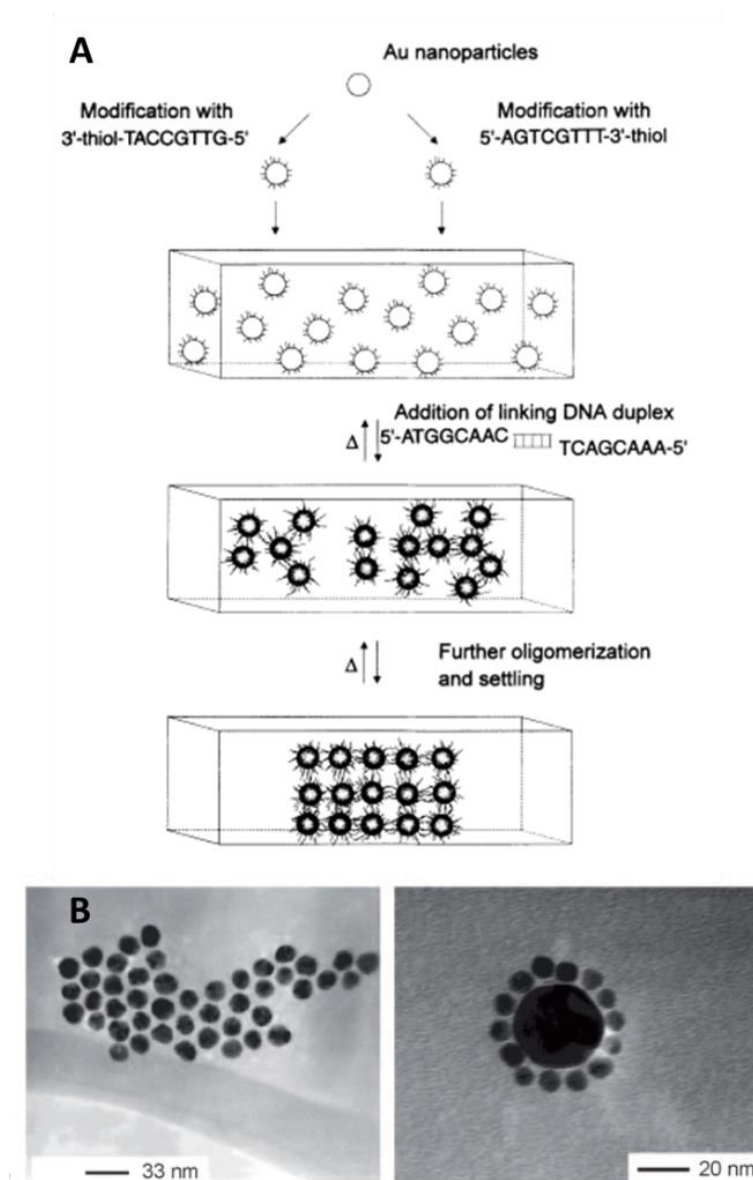 A
Au nanoparticles
Modification with
3'-thiol-TACCGTTG-5'
Modification with
5'-AGTCGTTT-3'-thiol
Addition of linking DNA duplex
Δ
5'-ATGGCAAC
TCAGCAAA-5'
Δ
Further oligomerization
and settling
B
33 nm
20 nm